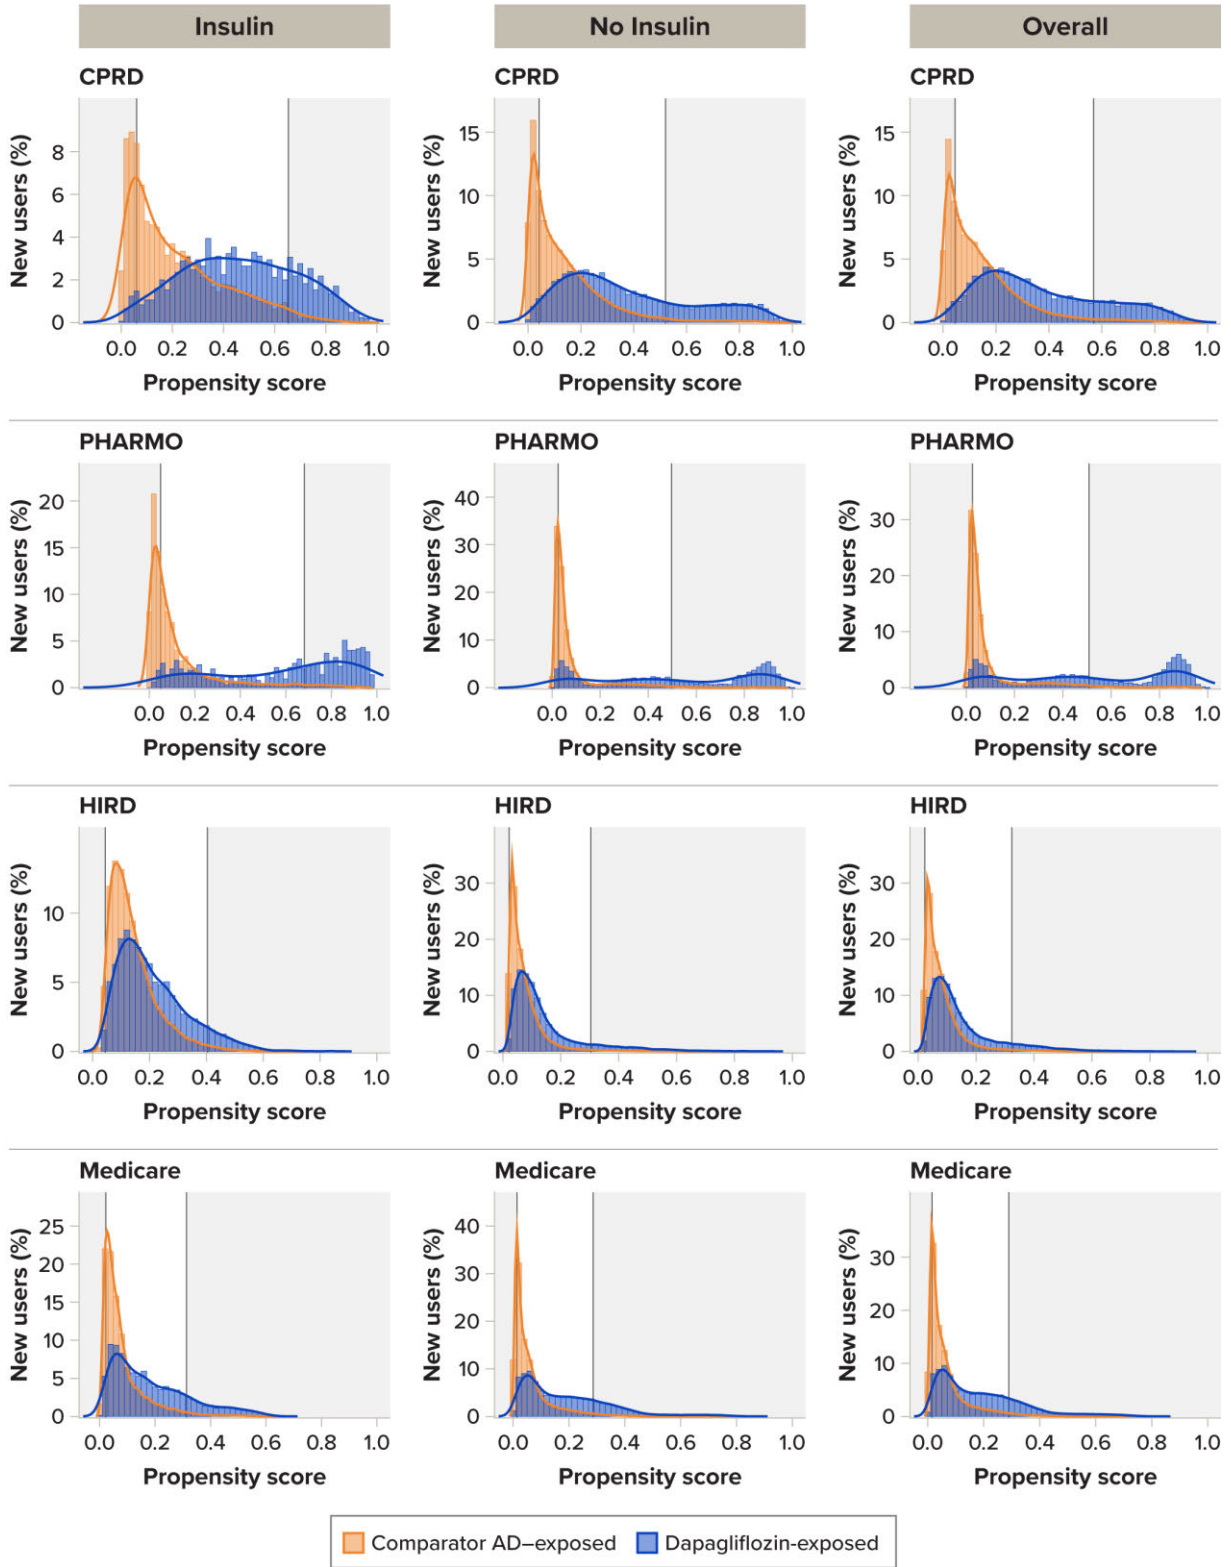 Insulin No Insulin Overall
CPRD CPRD CPRD
New users (%)
8
6
4
2
0
0.0 0.2 0.4 0.6 0.8 1.0
Propensity score
New users (%)
15
10
5
0
0.0 0.2 0.4 0.6 0.8 1.0
Propensity score
New users (%)
15
10
5
0
0.0 0.2 0.4 0.6 0.8 1.0
Propensity score
PHARMO PHARMO PHARMO
New users (%)
20
15
10
5
0
0.0 0.2 0.4 0.6 0.8 1.0
Propensity score
New users (%)
40
30
20
10
0
0.0 0.2 0.4 0.6 0.8 1.0
Propensity score
New users (%)
30
20
10
0
0.0 0.2 0.4 0.6 0.8 1.0
Propensity score
HIRD HIRD HIRD
New users (%)
10
5
0
0.0 0.2 0.4 0.6 0.8 1.0
Propensity score
New users (%)
30
20
10
0
0.0 0.2 0.4 0.6 0.8 1.0
Propensity score
New users (%)
30
20
10
0
0.0 0.2 0.4 0.6 0.8 1.0
Propensity score
Medicare Medicare Medicare
New users (%)
25
20
15
10
5
0
0.0 0.2 0.4 0.6 0.8 1.0
Propensity score
New users (%)
40
30
20
10
0
0.0 0.2 0.4 0.6 0.8 1.0
Propensity score
New users (%)
30
20
10
0
0.0 0.2 0.4 0.6 0.8 1.0
Propensity score
Comparator AD–exposed Dapagliflozin-exposed